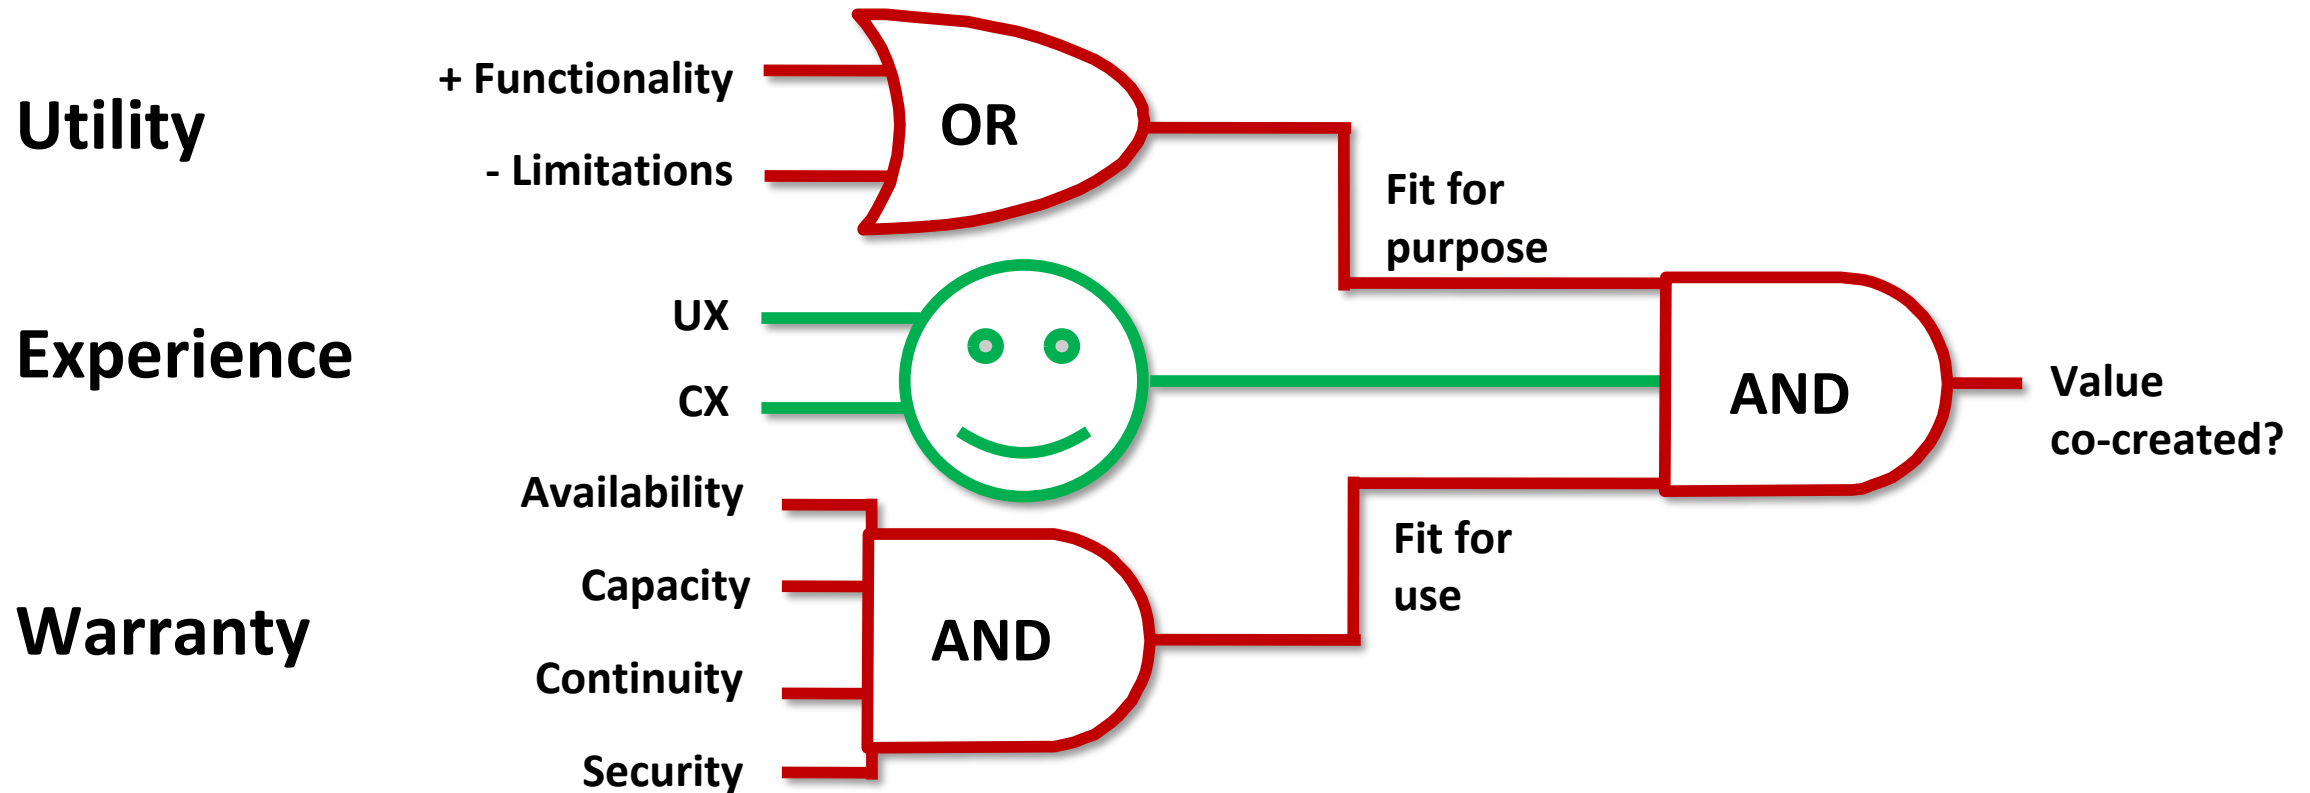 Utility
+ Functionality
- Limitations
OR
Fit for
purpose
Experience
UX
CX
AND
Value
co-created?
Warranty
Availability
Capacity
Continuity
Security
AND
Fit for
use